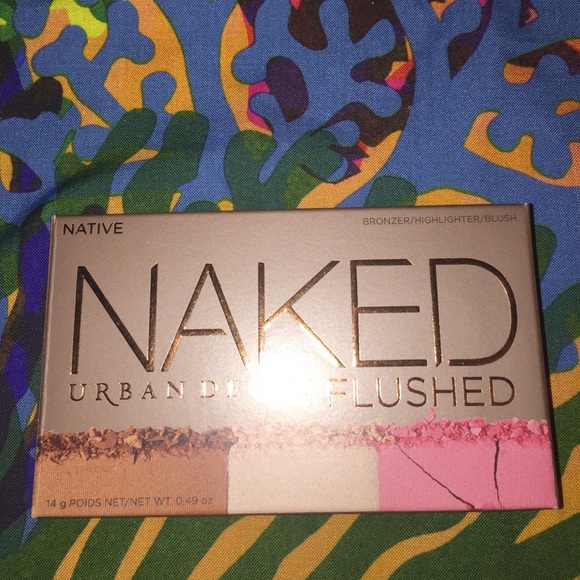 NATIVE
BRONZER/HIGHLIGHTER/BLUSH
NAKED
URBAN
FLUSHED
14 g POIDS NET/NET WT. 0.49 oz